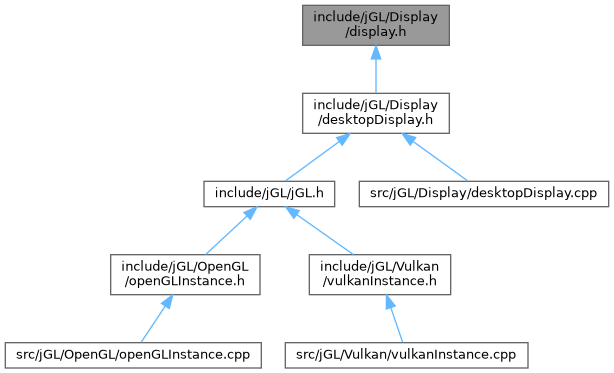 include/jGL/Display
/display.h
include/jGL/Display
/desktopDisplay.h
include/jGL/jGL.h
src/jGL/Display/desktopDisplay.cpp
include/jGL/OpenGL
/openGLInstance.h
include/jGL/Vulkan
/vulkanInstance.h
src/jGL/OpenGL/openGLInstance.cpp
src/jGL/Vulkan/vulkanInstance.cpp